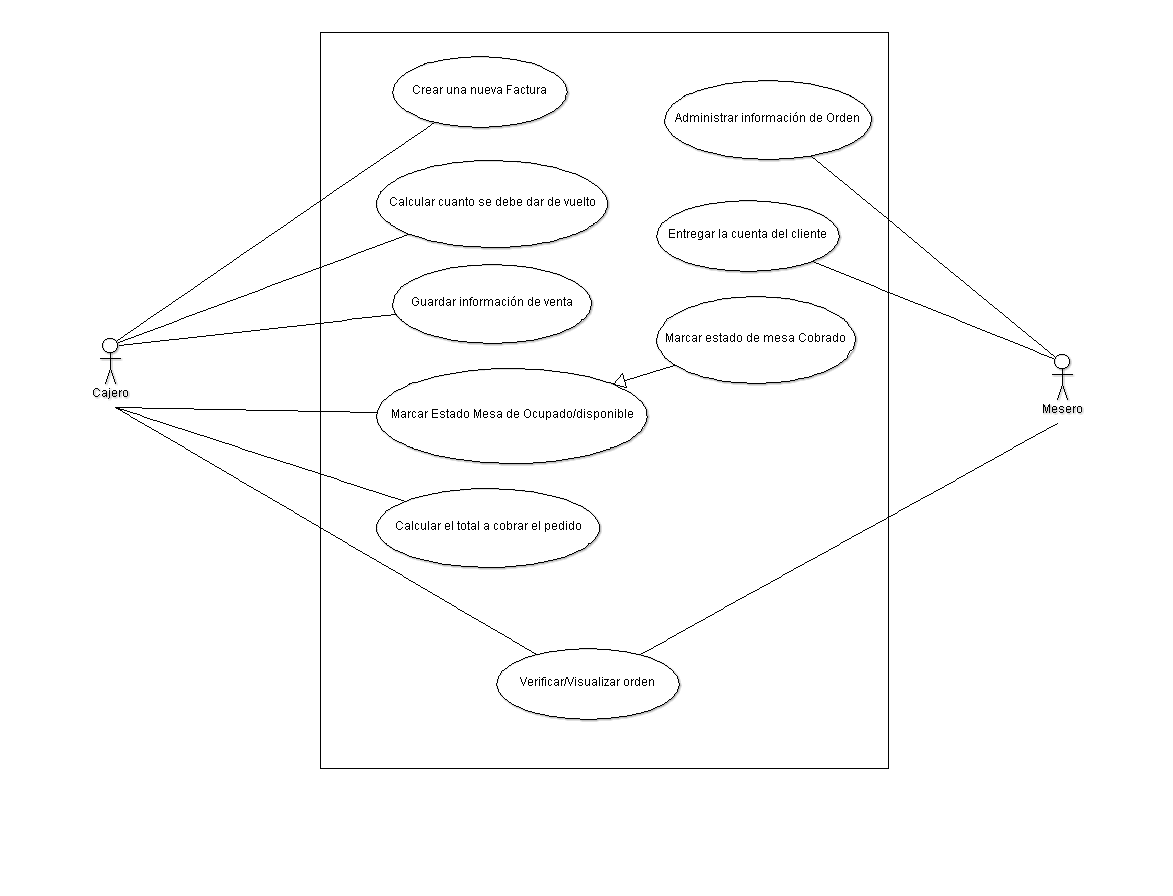 Crear una nueva Factura
Administrar información de Orden
Calcular cuanto se debe dar de vuelto
Entregar la cuenta del cliente
Guardar información de venta
Marcar estado de mesa Cobrado
Cajero
Mesero
Marcar Estado Mesa de Ocupado/disponible
Calcular el total a cobrar el pedido
Verificar/Visualizar orden